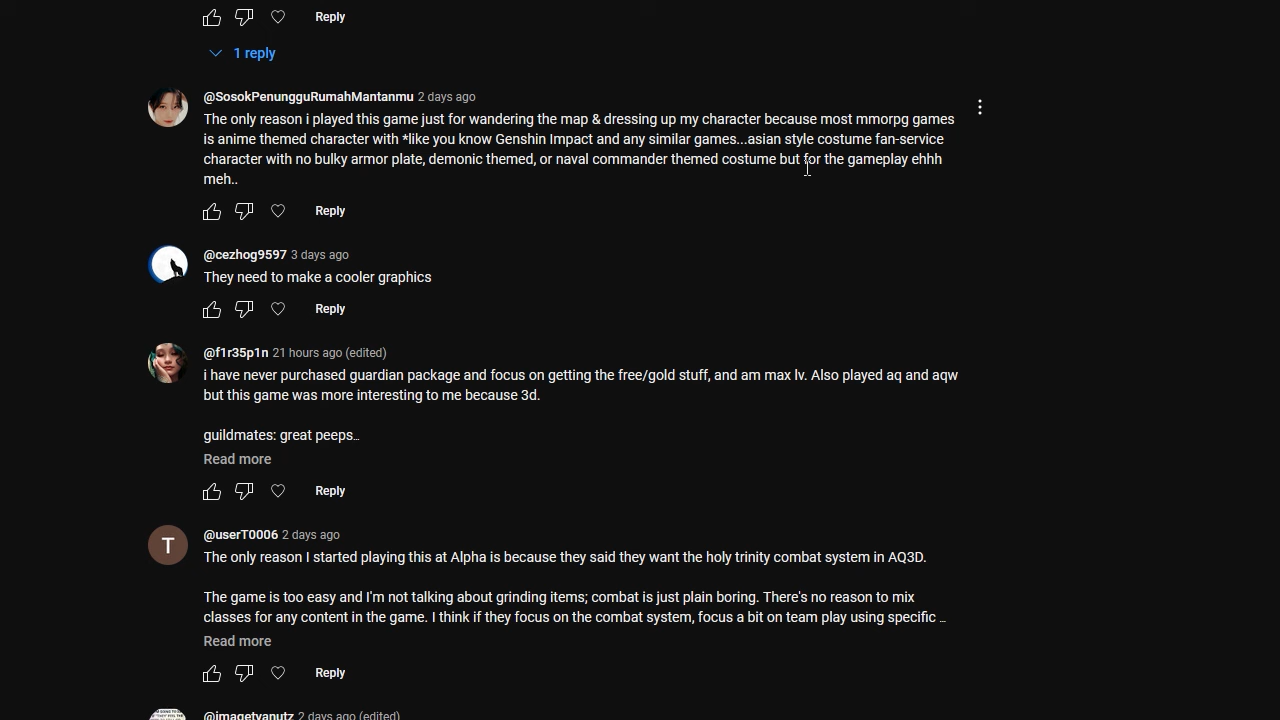 Reply
1 reply
@SosokPenungguRumahMantanmu 2 days ago
The only reason i played this game just for wandering the map & dressing up my character because most mmorpg games
is anime themed character with *like you know Genshin Impact and any similar games...asian style costume fan-service
character with no bulky armor plate, demonic themed, or naval commander themed costume but for the gameplay ehhh
meh..
Reply
@cezhog9597 3 days ago
They need to make a cooler graphics
Reply
@f1r35p1n 21 hours ago (edited)
i have never purchased guardian package and focus on getting the free/gold stuff, and am max lv. Also played aq and aqw
but this game was more interesting to me because 3d.
guildmates: great peeps...
Read more
Reply
T
@userT0006 2 days ago
The only reason I started playing this at Alpha is because they said they want the holy trinity combat system in AQ3D.
The game is too easy and I'm not talking about grinding items; combat is just plain boring. There's no reason to mix
classes for any content in the game. I think if they focus on the combat system, focus a bit on team play using specific ...
Read more
Reply
@imagetyanutz 2 days ago (edited)